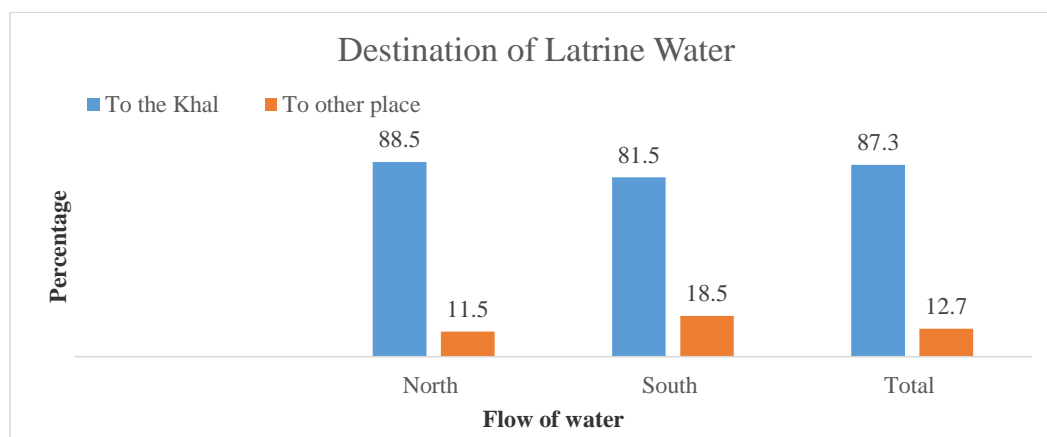 Destination of Latrine Water
To the Khal To other place
88.5 81.5 87.3
11.5 18.5 12.7
Percentage
North South Total
Flow of water